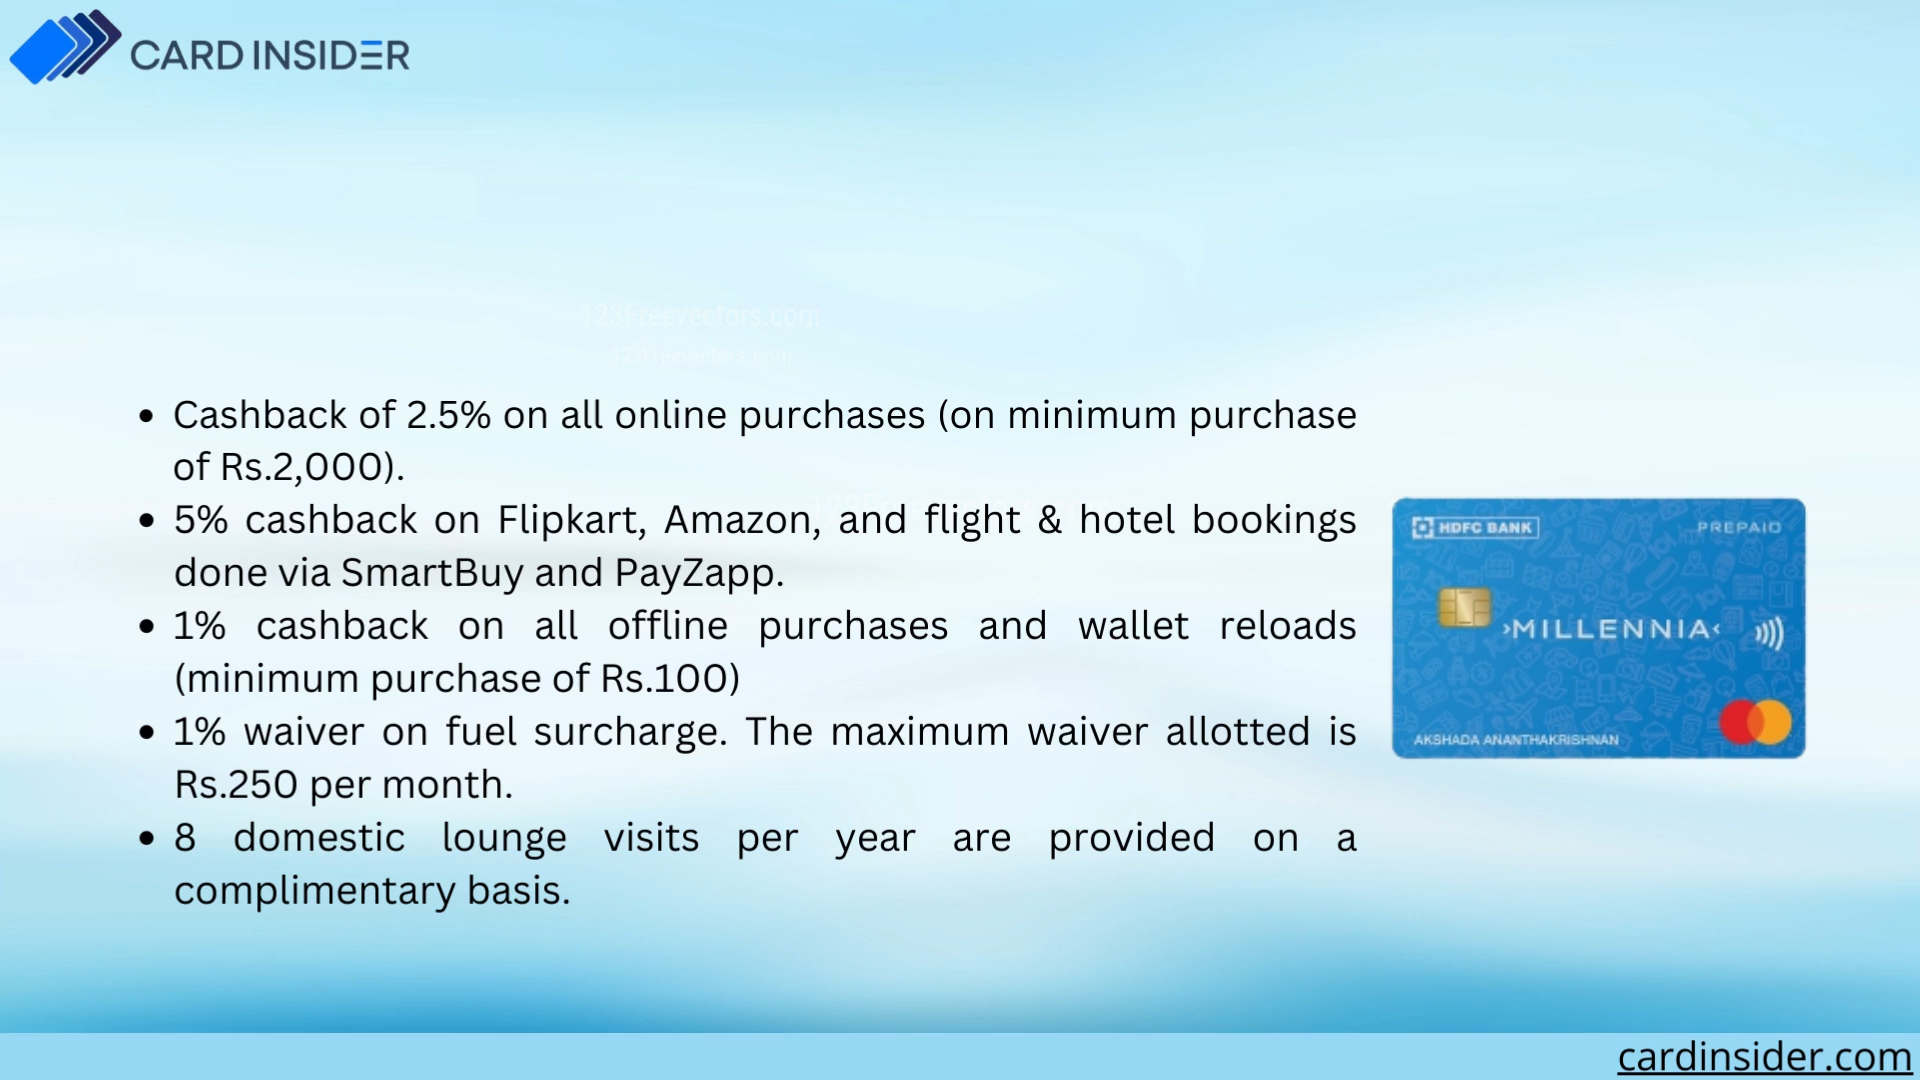 CARD INSIDER
123Freevectors.com
123Freevectors.com
• Cashback of 2.5% on all online purchases (on minimum purchase
of Rs.2,000).
• 5% cashback on Flipkart, Amazon, and flight & hotel bookings
done via SmartBuy and PayZapp.
• 1% cashback on all offline purchases and wallet reloads
(minimum purchase of Rs.100)
• 1% waiver on fuel surcharge. The maximum waiver allotted is
Rs.250 per month.
• 8 domestic lounge visits per year are provided on a
complimentary basis.
HDFC BANK PREPAID
›MILLENNIA‹
AKSHADA ANANTHAKRISHNAN
cardinsider.com